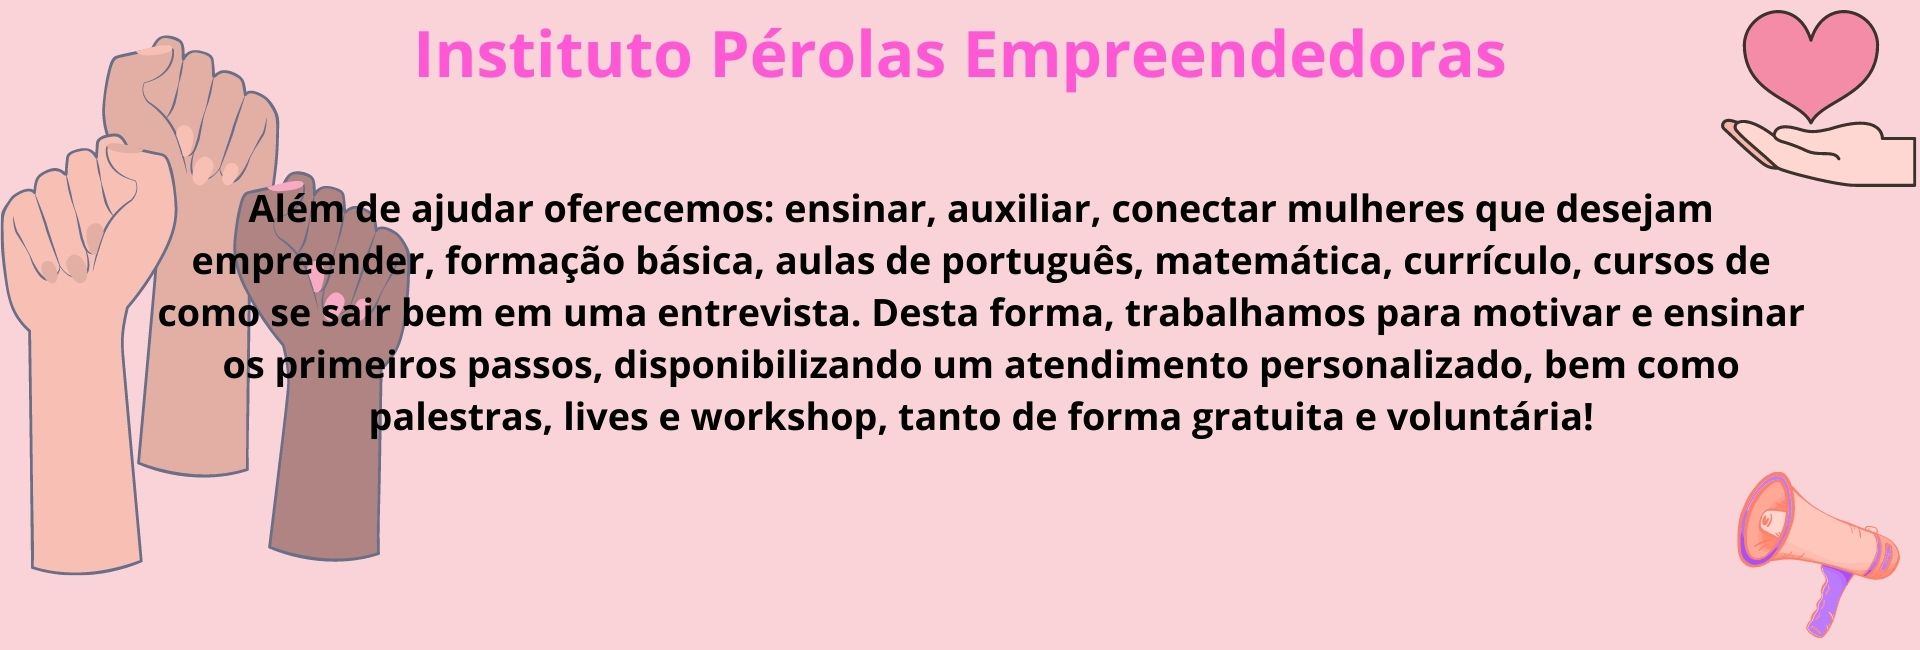 Instituto Pérolas Empreendedoras
Além de ajudar oferecemos: ensinar, auxiliar, conectar mulheres que desejam
empreender, formação básica, aulas de português, matemática, currículo, cursos de
como se sair bem em uma entrevista. Desta forma, trabalhamos para motivar e ensinar
os primeiros passos, disponibilizando um atendimento personalizado, bem como
palestras, lives e workshop, tanto de forma gratuita e voluntária!